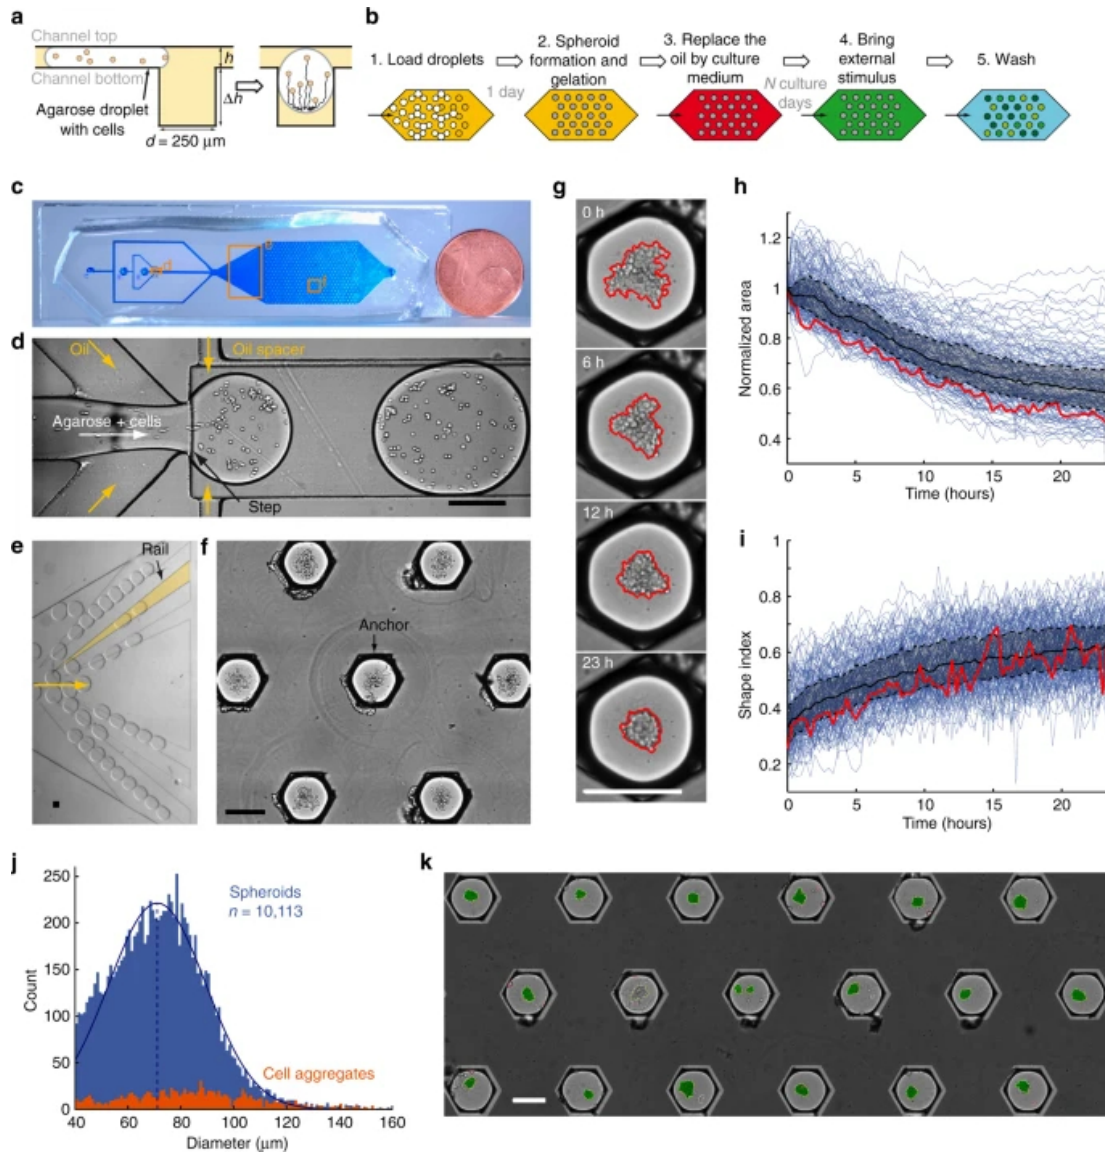 a
Channel top
Channel bottom
h
Δh
Agarose droplet
with cells
d = 250 μm
b
1. Load droplets
2. Spheroid
formation and
gelation
3. Replace the
oil by culture
medium
4. Bring
external
stimulus
5. Wash
1 day
N culture
days
c
d
e
f
d
Oil
Oil spacer
Agarose + cells
Step
e
Rail
f
Anchor
g
0 h
6 h
12 h
23 h
h
1.2
1
0.8
0.6
0.4
Normalized area
0
5
10
15
20
Time (hours)
i
1
0.8
0.6
0.4
0.2
Shape index
0
5
10
15
20
Time (hours)
j
250
200
150
100
50
0
Count
Spheroids
n = 10,113
Cell aggregates
40
60
80
100
120
140
160
Diameter (μm)
k